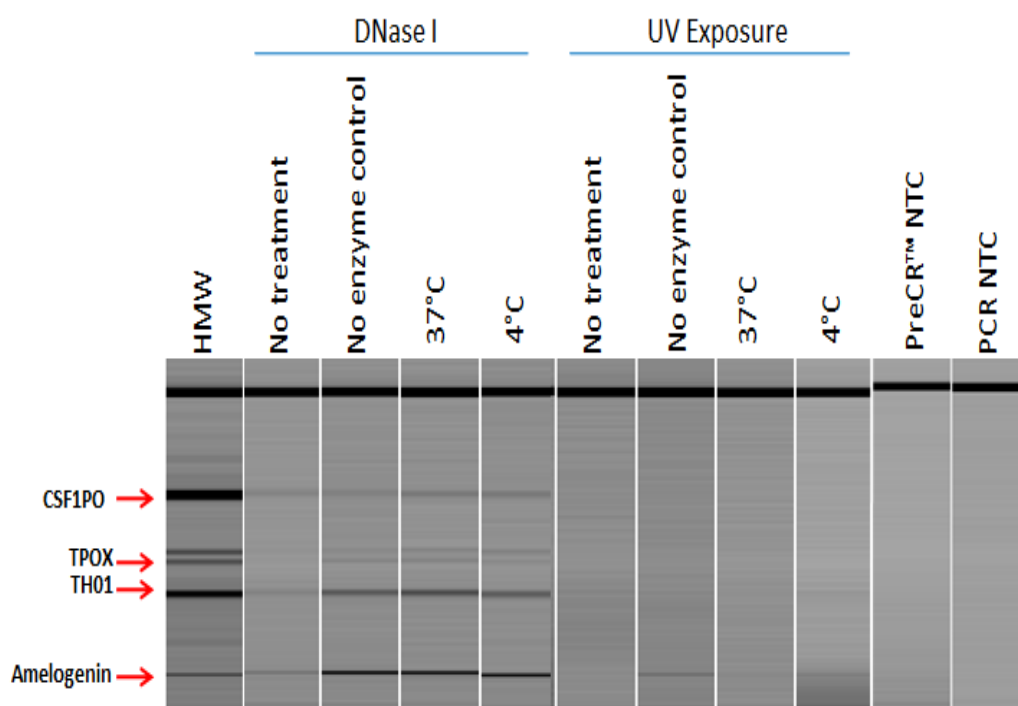 DNase I
UV Exposure
HMW
No treatment
No enzyme control
37°C
4°C
No treatment
No enzyme control
37°C
4°C
PreCR™ NTC
PCR NTC
CSF1PO
TPOX
TH01
Amelogenin